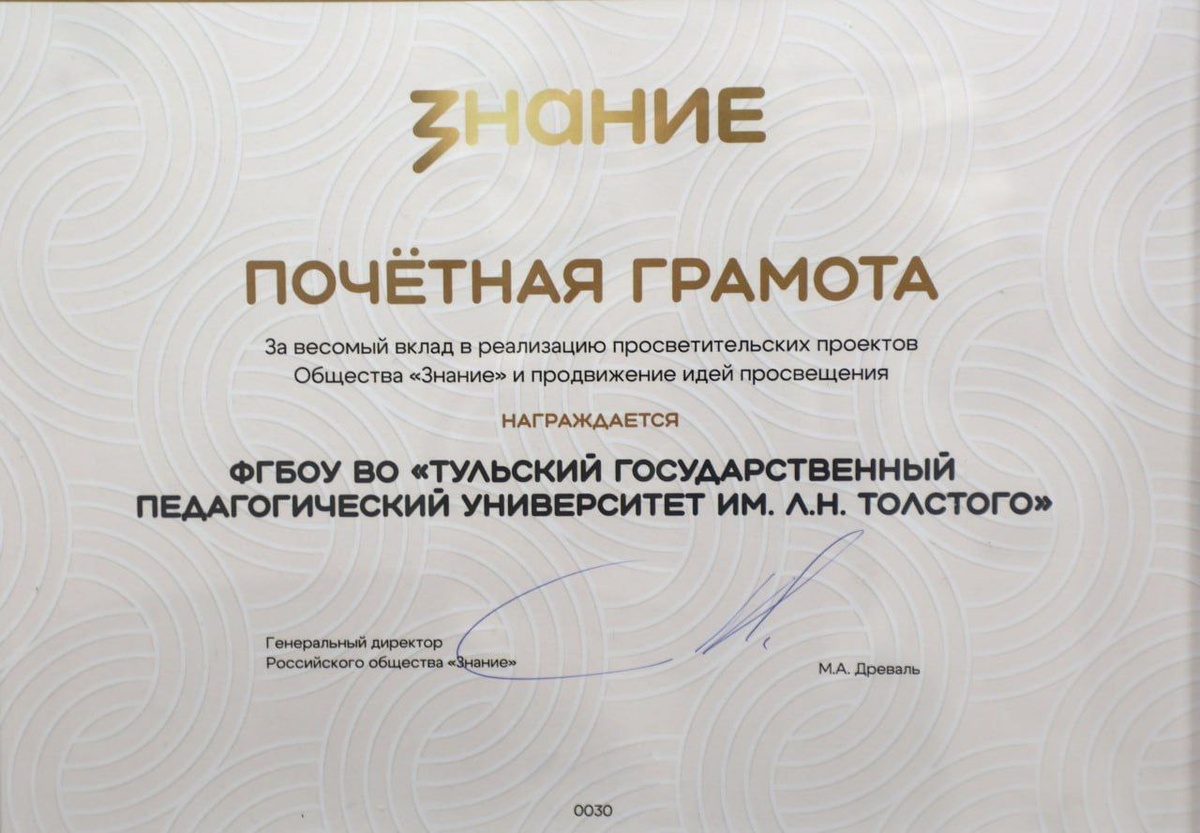 знание
ПОЧЁТНАЯ ГРАМОТА
За весомый вклад в реализацию просветительских проектов
Общества «Знание» и продвижение идей просвещения
НАГРАЖДАЕТСЯ
ФГБОУ ВО «ТУЛЬСКИЙ ГОСУДАРСТВЕННЫЙ
ПЕДАГОГИЧЕСКИЙ УНИВЕРСИТЕТ ИМ. Л.Н. ТОЛСТОГО»
Генеральный директор
Российского общества «Знание»
М.А. Древаль
0030